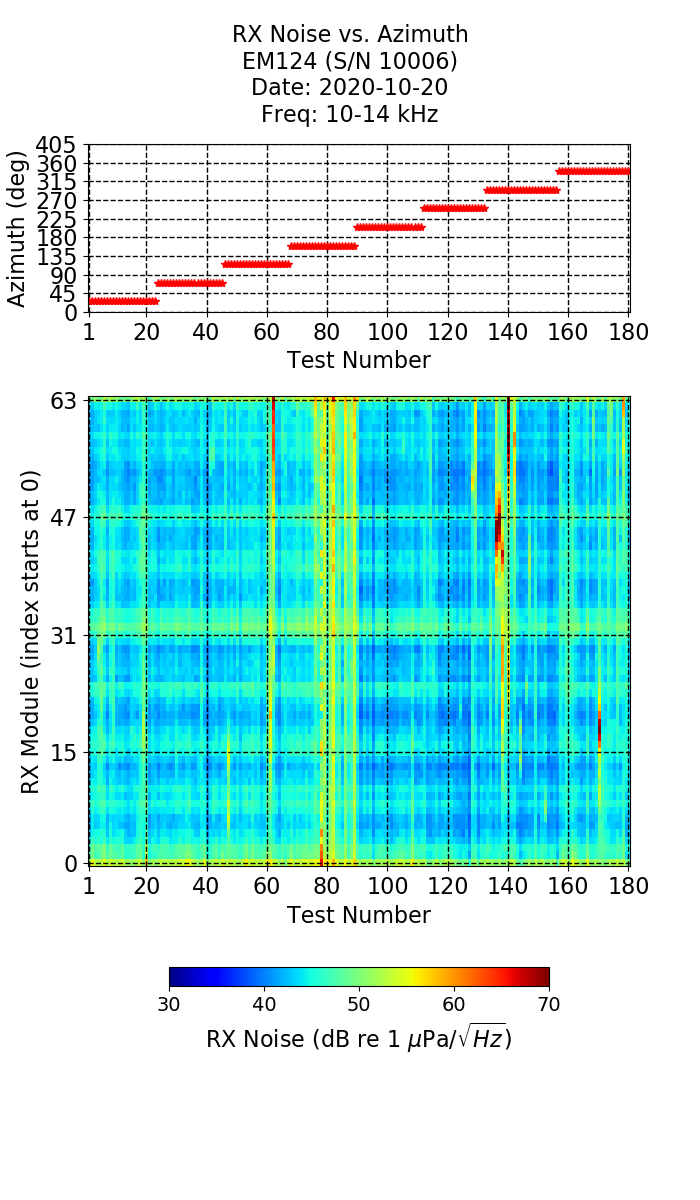 RX Noise vs. Azimuth
EM124 (S/N 10006)
Date: 2020-10-20
Freq: 10-14 kHz
Azimuth (deg)
405
360
315
270
225
180
135
90
45
0
1 20 40 60 80 100 120 140 160 180
Test Number
RX Module (index starts at 0)
63
47
31
15
0
1 20 40 60 80 100 120 140 160 180
Test Number
30 40 50 60 70
RX Noise (dB re 1 μPa/√Hz)